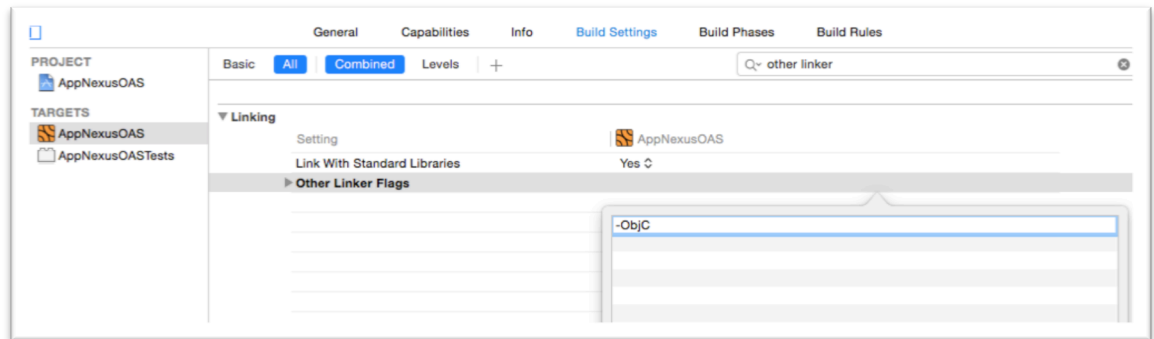 General Capabilities Info Build Settings Build Phases Build Rules
PROJECT
AppNexusOAS
TARGETS
AppNexusOAS
AppNexusOASTests
Basic All Combined Levels + other linker
Linking
Setting AppNexusOAS
Link With Standard Libraries Yes
Other Linker Flags
-ObjC